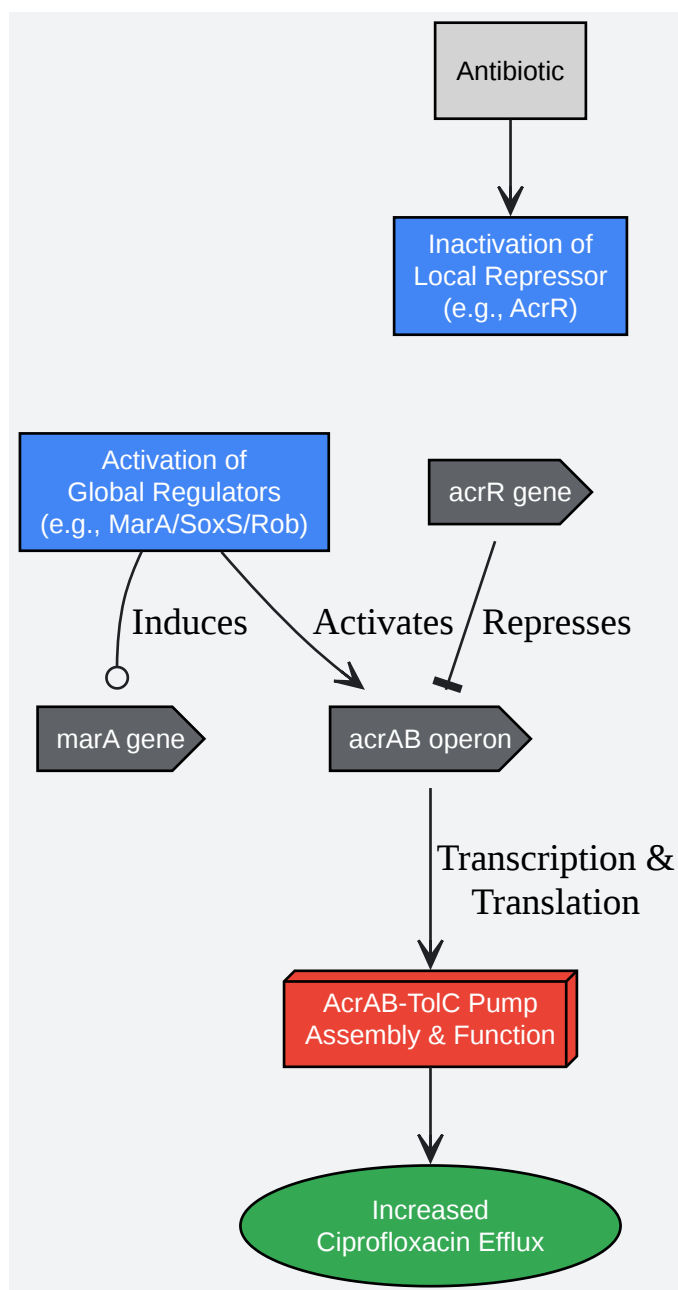 Antibiotic
Inactivation of
Local Repressor
(e.g., AcrR)
Activation of
Global Regulators
(e.g., MarA/SoxS/Rob)
acrR gene
Induces
Activates
Represses
marA gene
acrAB operon
Transcription &
Translation
AcrAB-TolC Pump
Assembly & Function
Increased
Ciprofloxacin Efflux